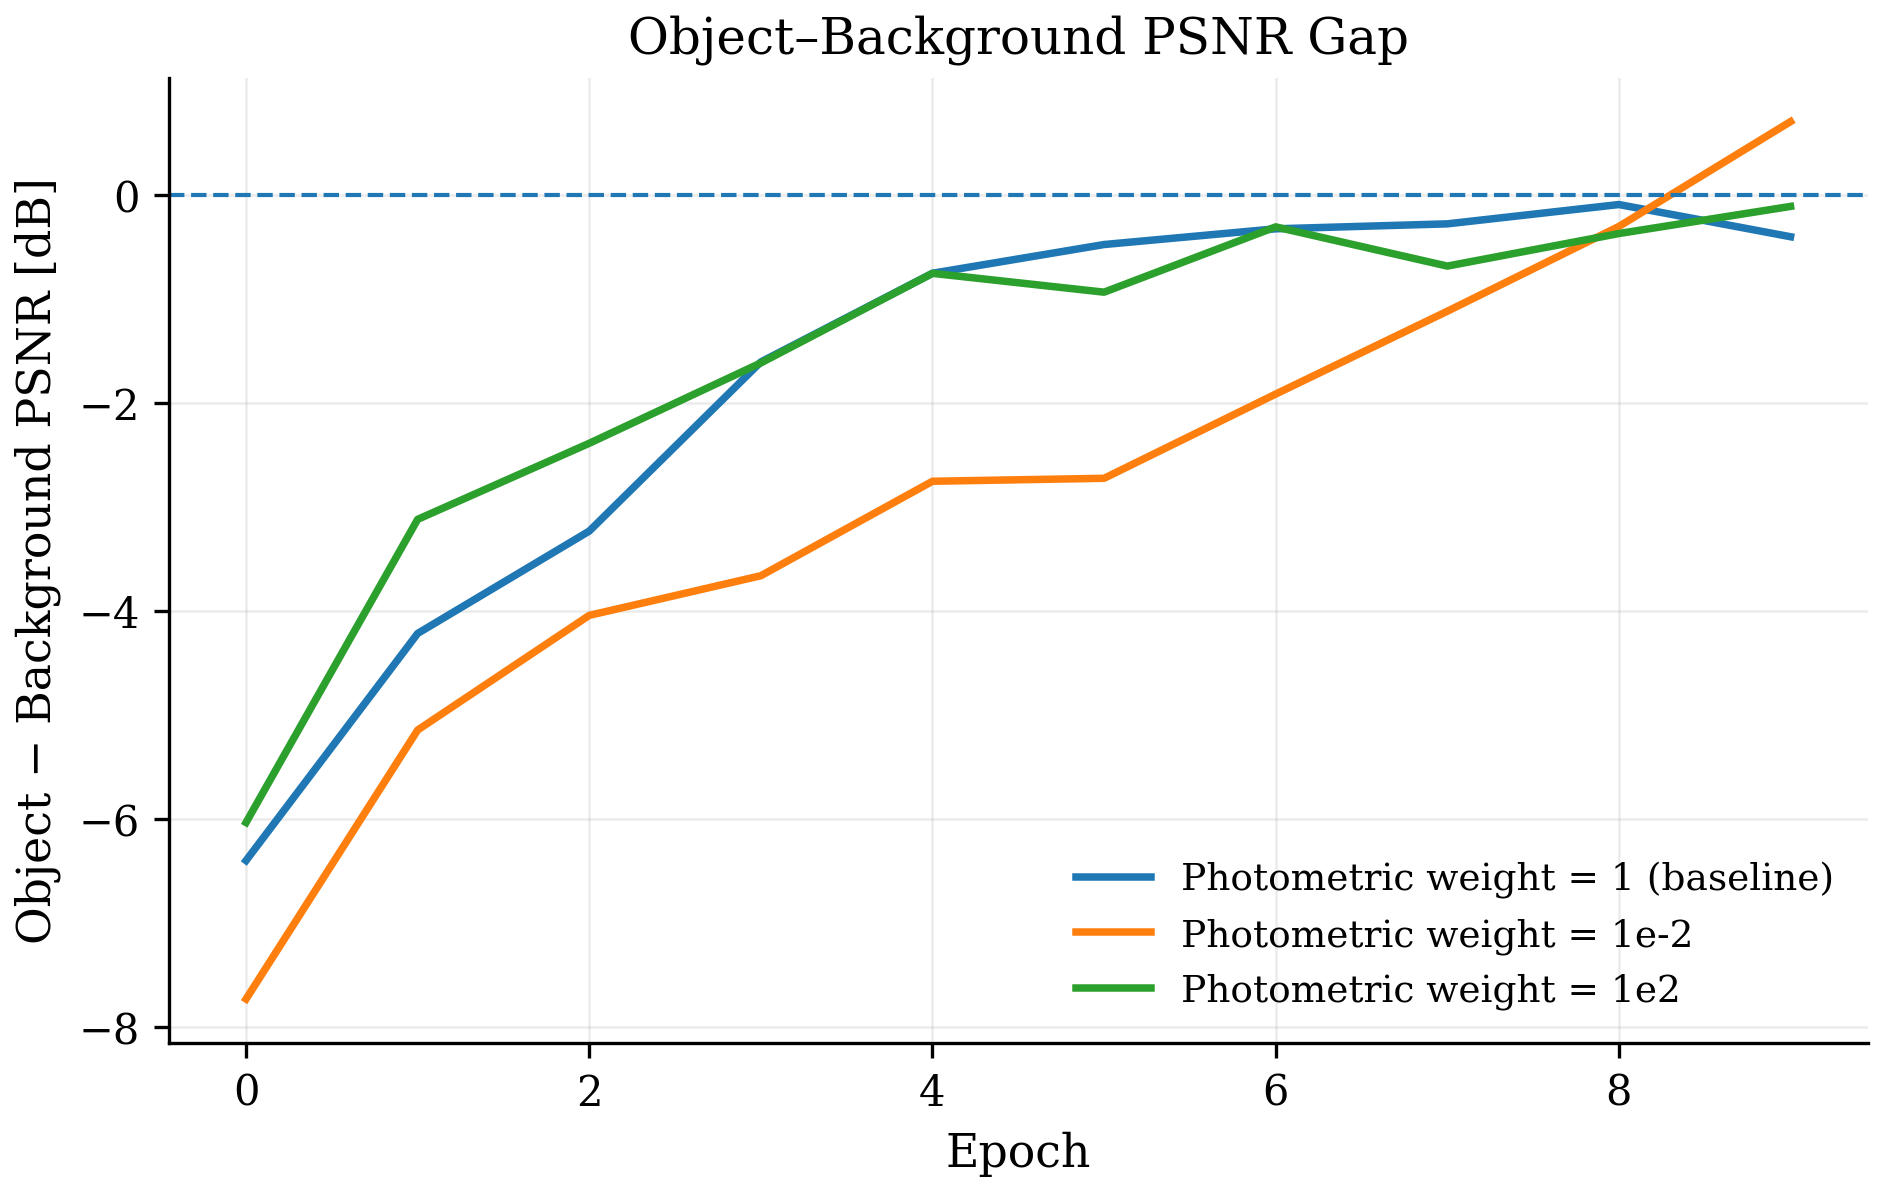 Object–Background PSNR Gap
Object − Background PSNR [dB]
0
−2
−4
−6
−8
Photometric weight = 1 (baseline)
Photometric weight = 1e-2
Photometric weight = 1e2
0 2 4 6 8
Epoch